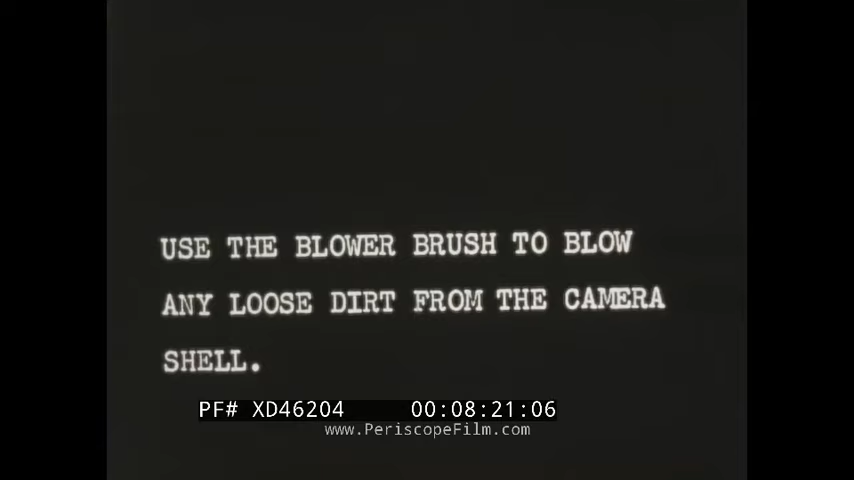 USE THE BLOWER BRUSH TO BLOW
ANY LOOSE DIRT FROM THE CAMERA
SHELL.
PF# XD46204 00:08:21:06
www.PeriscopeFilm.com